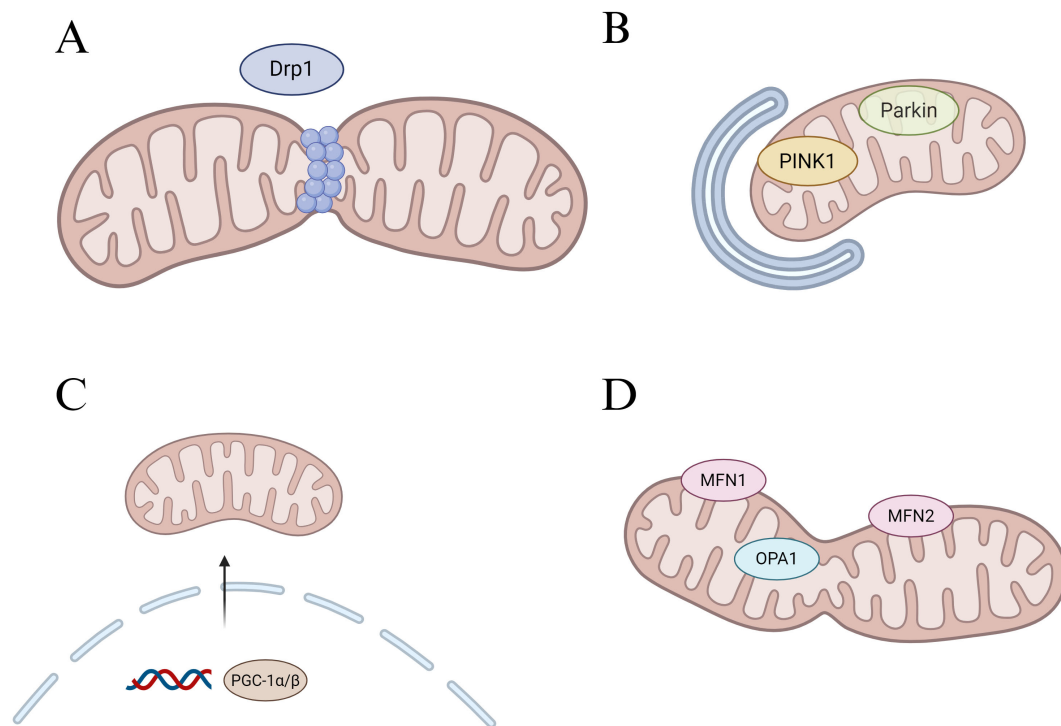 A
Drp1
B
Parkin
PINK1
C
PGC-1α/β
D
MFN1
MFN2
OPA1